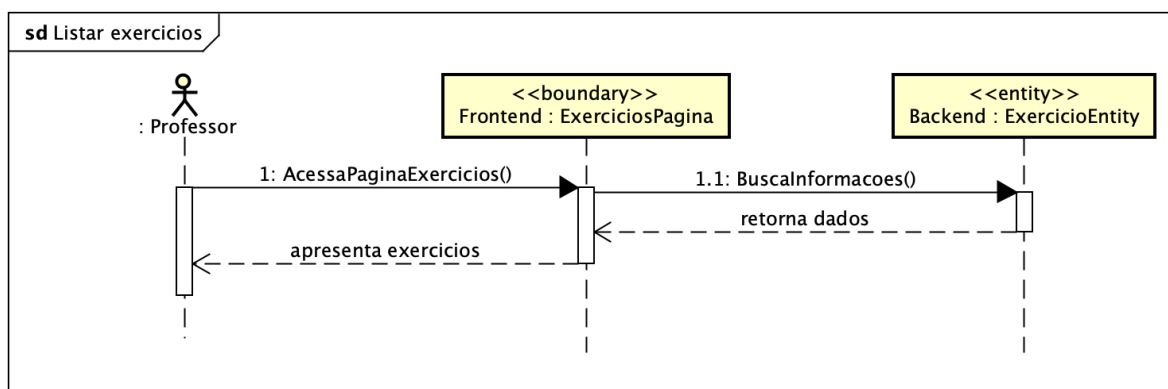 sd Listar exercicios
: Professor
<<boundary>>
Frontend : ExerciciosPagina
<<entity>>
Backend : ExercicioEntity
1: AcessaPaginaExercicios()
1.1: BuscaInformacoes()
retorna dados
apresenta exercicios